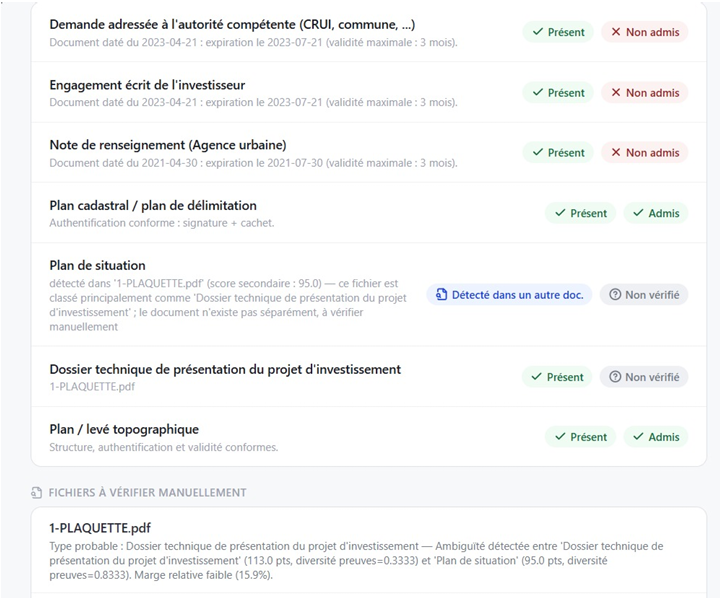 Demande adressée à l'autorité compétente (CRUI, commune, ...)
Document daté du 2023-04-21 : expiration le 2023-07-21 (validité maximale : 3 mois).
Présent
Non admis
Engagement écrit de l'investisseur
Document daté du 2023-04-21 : expiration le 2023-07-21 (validité maximale : 3 mois).
Présent
Non admis
Note de renseignement (Agence urbaine)
Document daté du 2021-04-30 : expiration le 2021-07-30 (validité maximale : 3 mois).
Présent
Non admis
Plan cadastral / plan de délimitation
Authentification conforme : signature + cachet.
Présent
Admis
Plan de situation
détecté dans '1-PLAQUETTE.pdf' (score secondaire : 95.0) — ce fichier est
classé principalement comme 'Dossier technique de présentation du projet
d'investissement' ; le document n'existe pas séparément, à vérifier
manuellement
Détecté dans un autre doc.
Non vérifié
Dossier technique de présentation du projet d'investissement
1-PLAQUETTE.pdf
Présent
Non vérifié
Plan / levé topographique
Structure, authentification et validité conformes.
Présent
Admis
FICHIERS À VÉRIFIER MANUELLEMENT
1-PLAQUETTE.pdf
Type probable : Dossier technique de présentation du projet d'investissement — Ambiguïté détectée entre 'Dossier technique de
présentation du projet d'investissement' (113.0 pts, diversité preuves=0.3333) et 'Plan de situation' (95.0 pts, diversité
preuves=0.8333). Marge relative faible (15.9%).